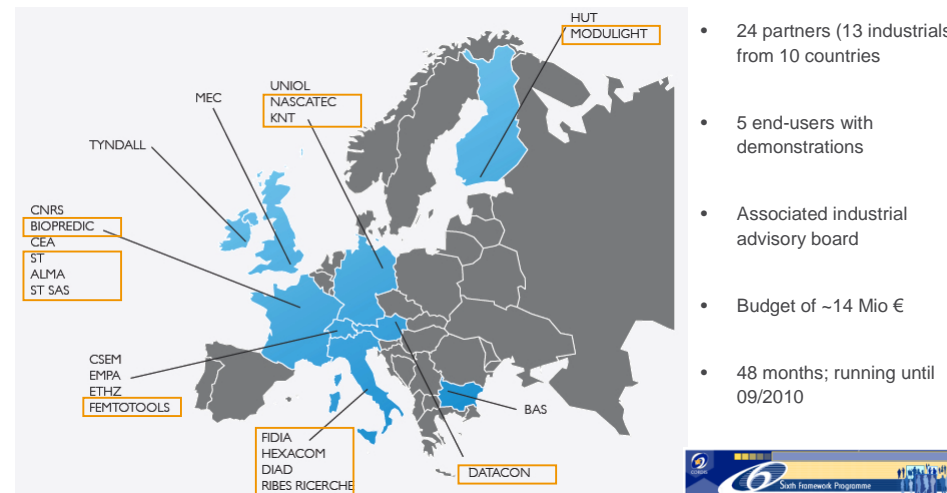 HUT
MODULIGHT
UNIOL
NASCATEC
KNT
MEC
TYNDALL
CNRS
BIOPREDIC
CEA
ST
ALMA
ST SAS
CSEM
EMPA
ETHZ
FEMTOTOOLS
FIDIA
HEXACOM
DIAD
RIBES RICERCHE
DATACON
BAS
• 24 partners (13 industrials
from 10 countries
• 5 end-users with
demonstrations
• Associated industrial
advisory board
• Budget of ~14 Mio €
• 48 months; running until
09/2010
CORDIS
6
Sixth Framework Programme